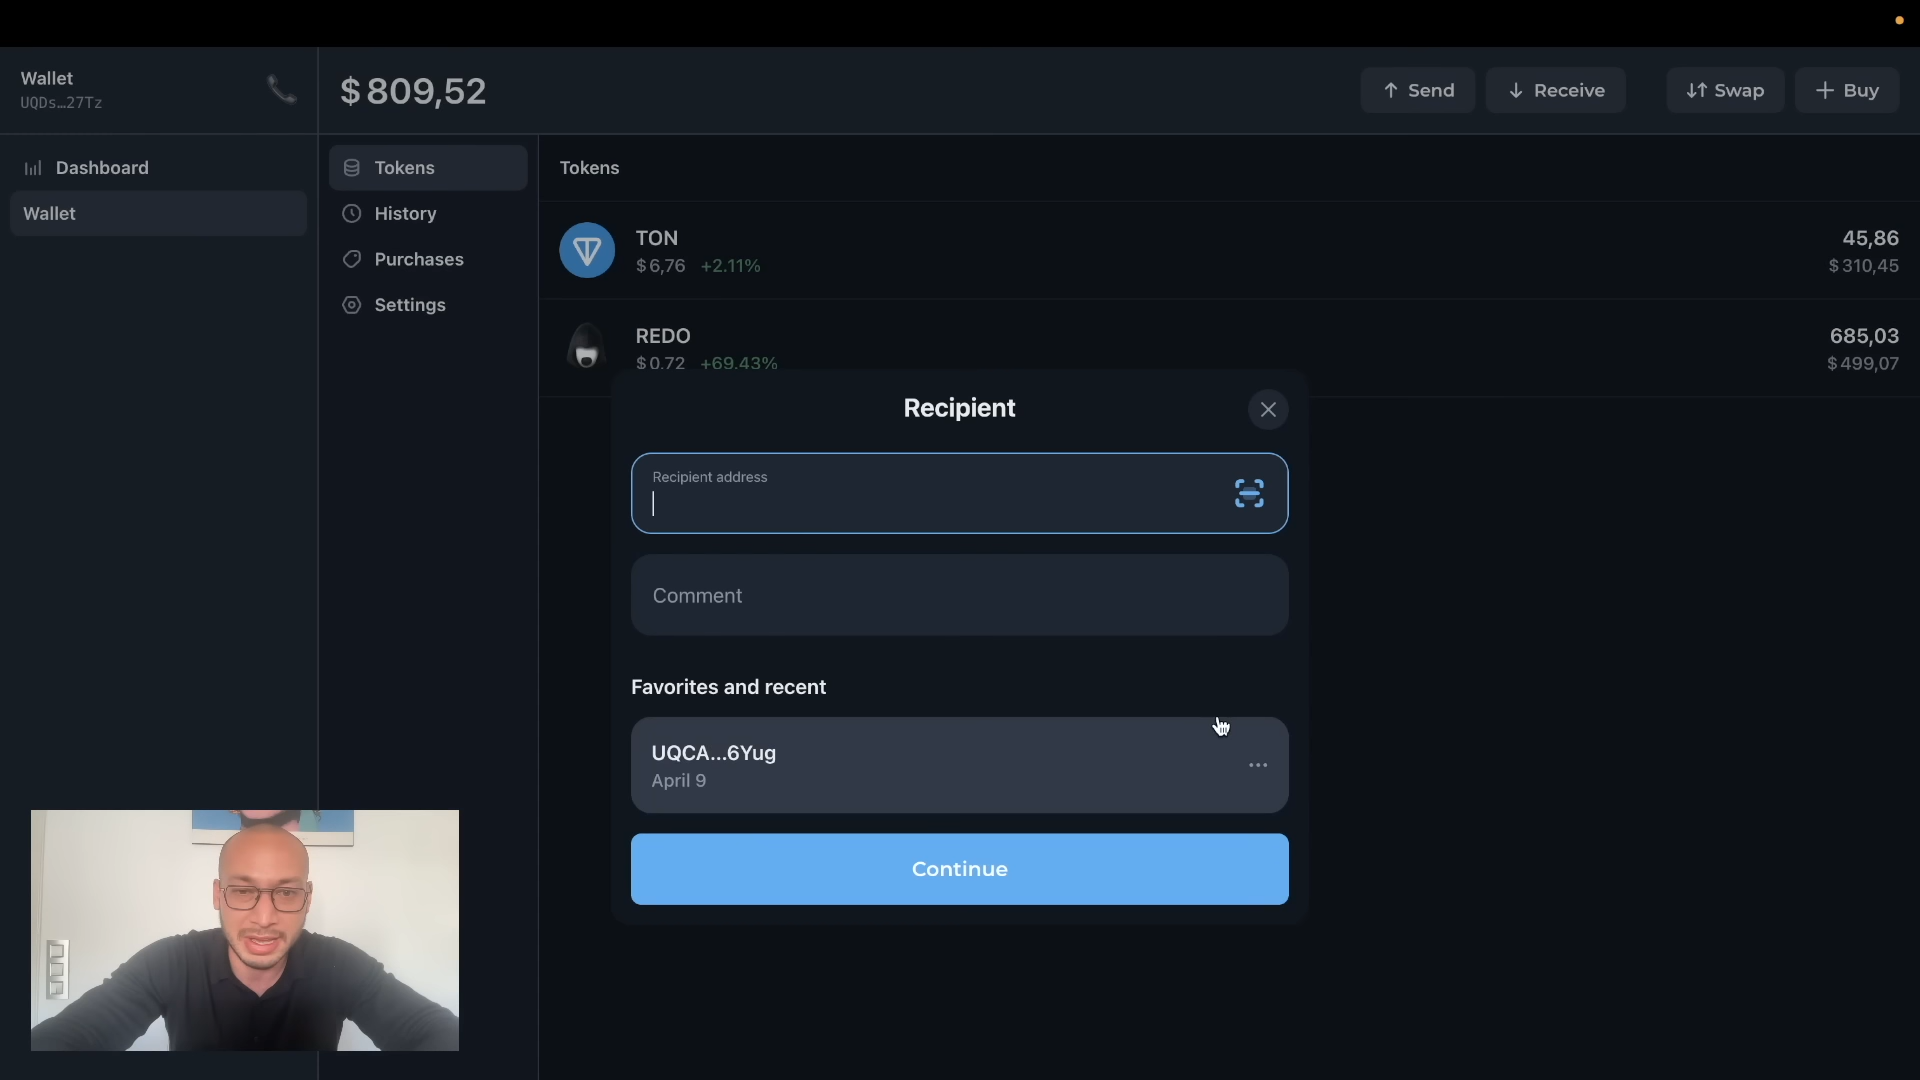 Wallet
UQDs...27Tz
$ 809,52
Send
Receive
Swap
Buy
Dashboard
Wallet
Tokens
History
Purchases
Settings
Tokens
TON
$ 6,76 +2.11%
45,86
$ 310,45
REDO
$ 0,72 +69.43%
685,03
$ 499,07
Recipient
Recipient address
Comment
Favorites and recent
UQCA...6Yug
April 9
Continue